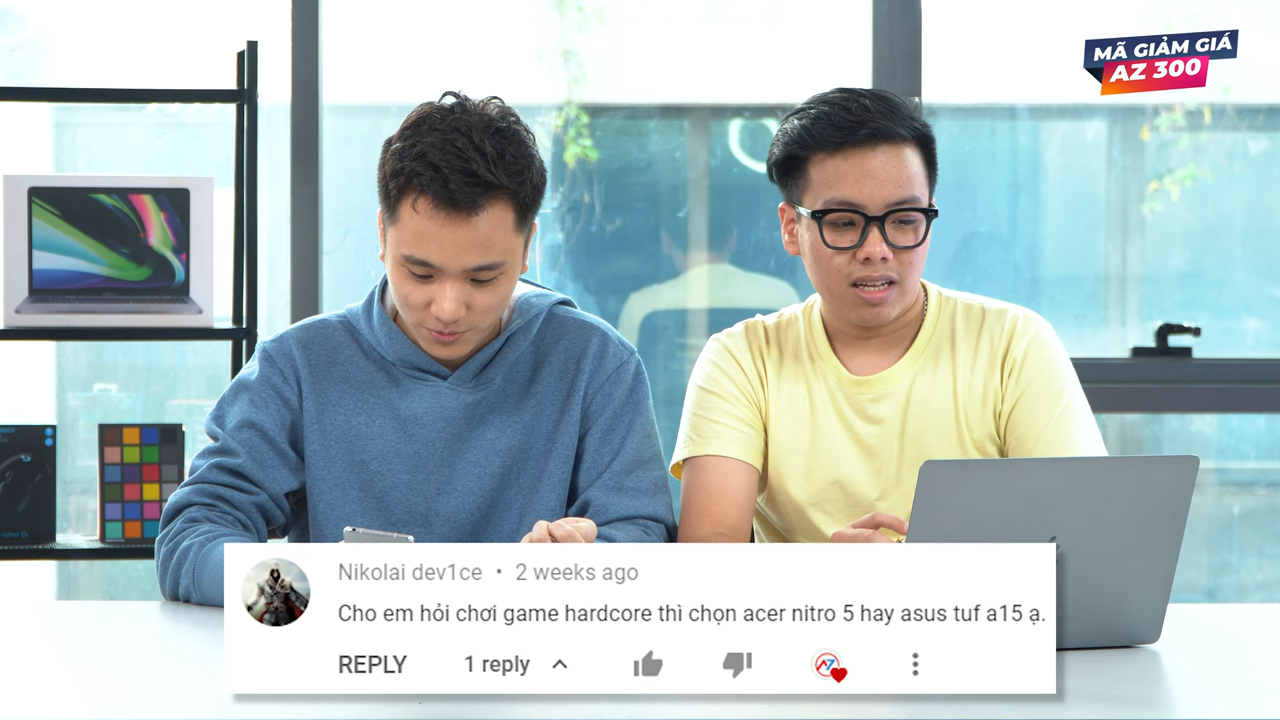 MÃ GIẢM GIÁ
AZ 300
Nikolai dev1ce • 2 weeks ago
Cho em hỏi chơi game hardcore thì chọn acer nitro 5 hay asus tuf a15 ạ.
REPLY 1 reply